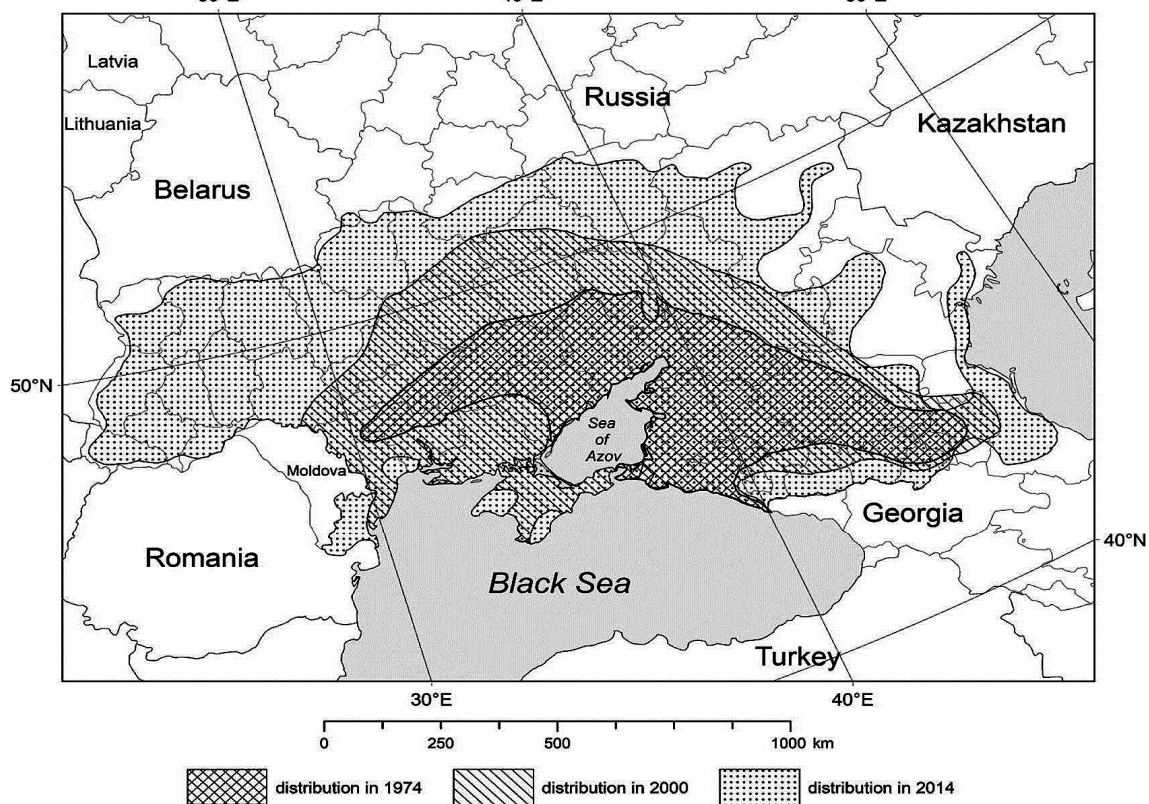 Latvia
Russia
Lithuania
Kazakhstan
Belarus
50°N
Sea
of
Azov
Moldova
Georgia
40°N
Romania
Black Sea
Turkey
30°E
40°E
0 250 500 1000 km
distribution in 1974 distribution in 2000 distribution in 2014